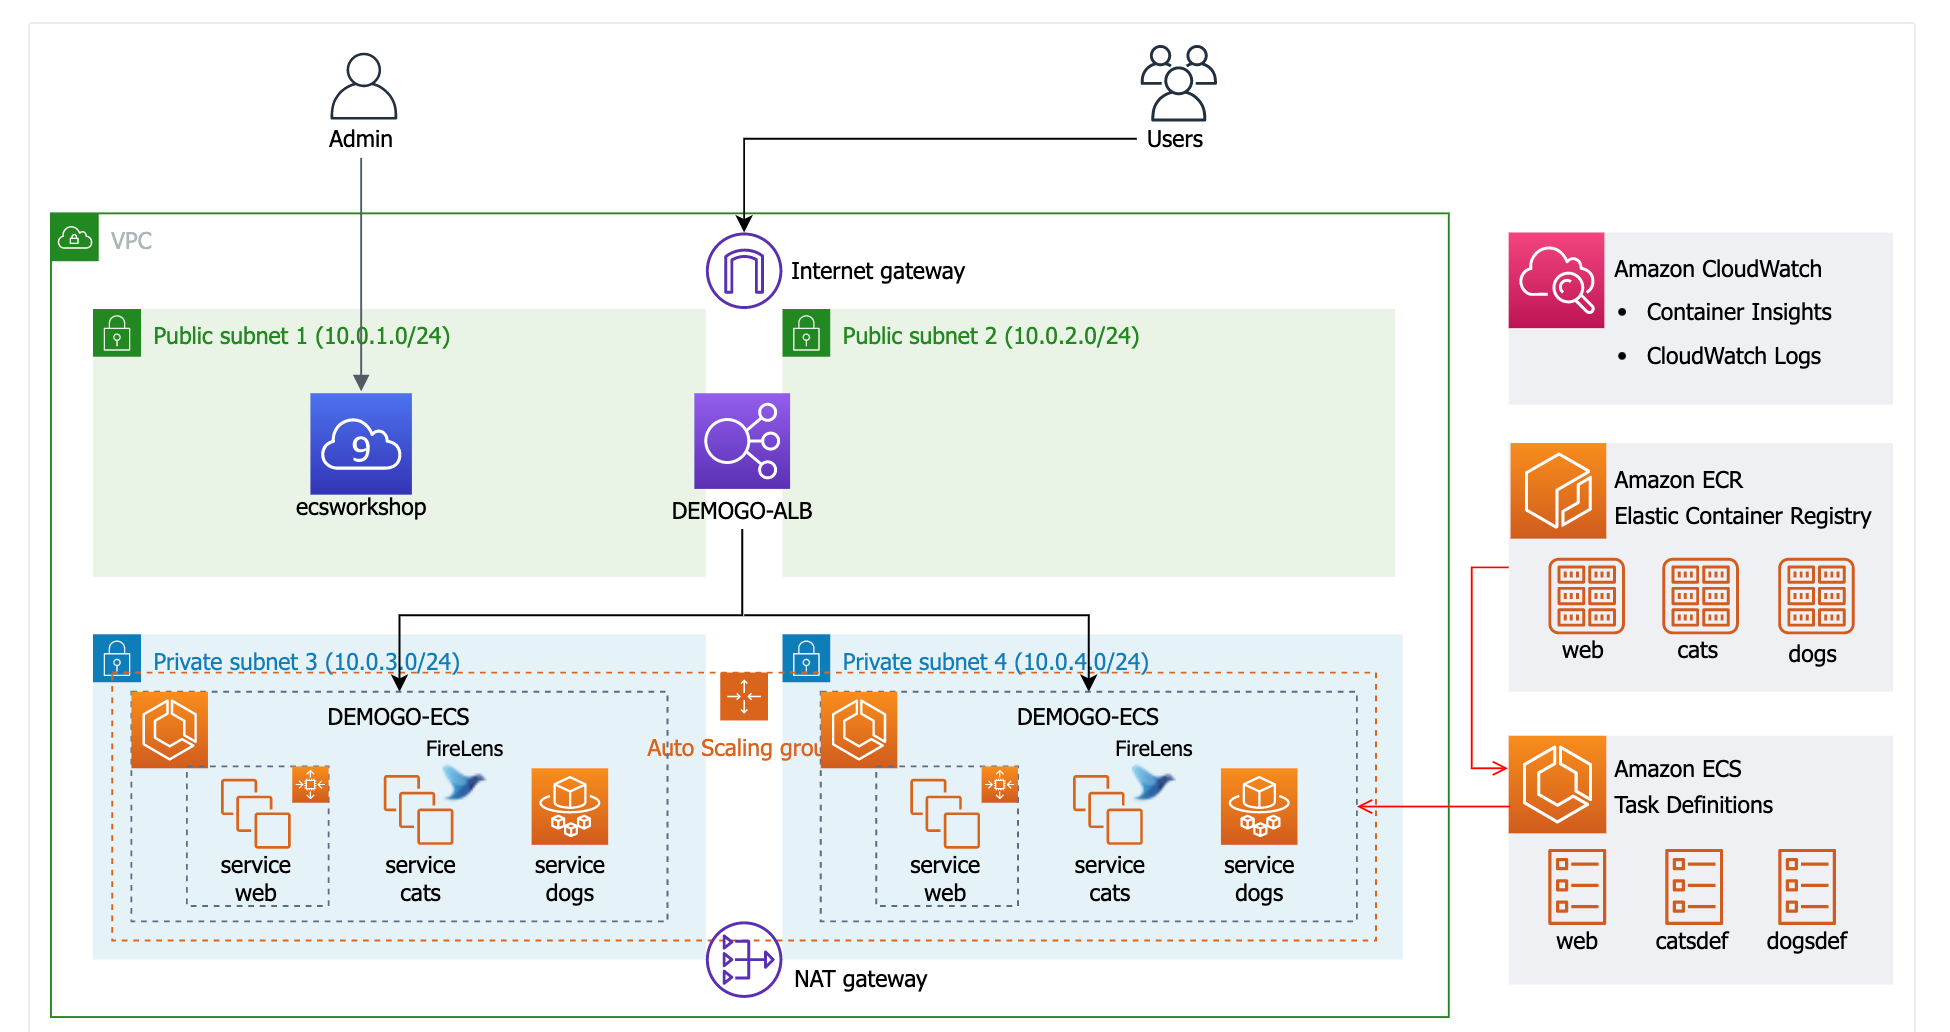 Admin
Users
VPC
Internet gateway
Public subnet 1 (10.0.1.0/24)
Public subnet 2 (10.0.2.0/24)
9
ecsworkshop
DEMOGO-ALB
Private subnet 3 (10.0.3.0/24)
Private subnet 4 (10.0.4.0/24)
Auto Scaling grou
DEMOGO-ECS
FireLens
service
web
service
cats
service
dogs
DEMOGO-ECS
FireLens
service
web
service
cats
service
dogs
NAT gateway
Amazon CloudWatch
• Container Insights
• CloudWatch Logs
Amazon ECR
Elastic Container Registry
web
cats
dogs
Amazon ECS
Task Definitions
web
catsdef
dogsdef